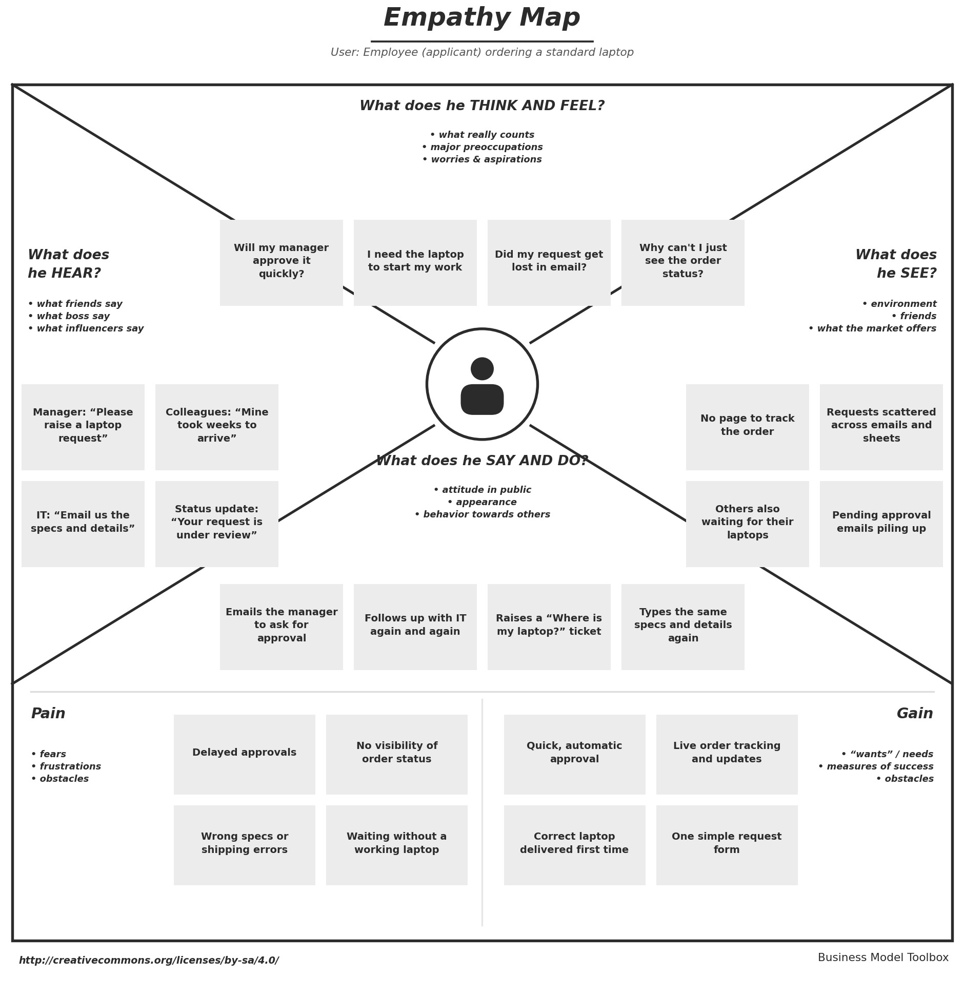 Empathy Map
User: Employee (applicant) ordering a standard laptop
What does he THINK AND FEEL?
• what really counts
• major preoccupations
• worries & aspirations
Will my manager
approve it
quickly?
I need the laptop
to start my work
Did my request get
lost in email?
Why can't I just
see the order
status?
What does
he HEAR?
• what friends say
• what boss say
• what influencers say
What does
he SEE?
• environment
• friends
• what the market offers
Manager: “Please
raise a laptop
request”
Colleagues: “Mine
took weeks to
arrive”
IT: “Email us the
specs and details”
Status update:
“Your request is
under review”
No page to track
the order
Requests scattered
across emails and
sheets
Others also
waiting for their
laptops
Pending approval
emails piling up
What does he SAY AND DO?
• attitude in public
• appearance
• behavior towards others
Emails the manager
to ask for
approval
Follows up with IT
again and again
Raises a “Where is
my laptop?” ticket
Types the same
specs and details
again
Pain
• fears
• frustrations
• obstacles
Delayed approvals
No visibility of
order status
Wrong specs or
shipping errors
Waiting without a
working laptop
Gain
• “wants” / needs
• measures of success
• obstacles
Quick, automatic
approval
Live order tracking
and updates
Correct laptop
delivered first time
One simple request
form
http://creativecommons.org/licenses/by-sa/4.0/
Business Model Toolbox